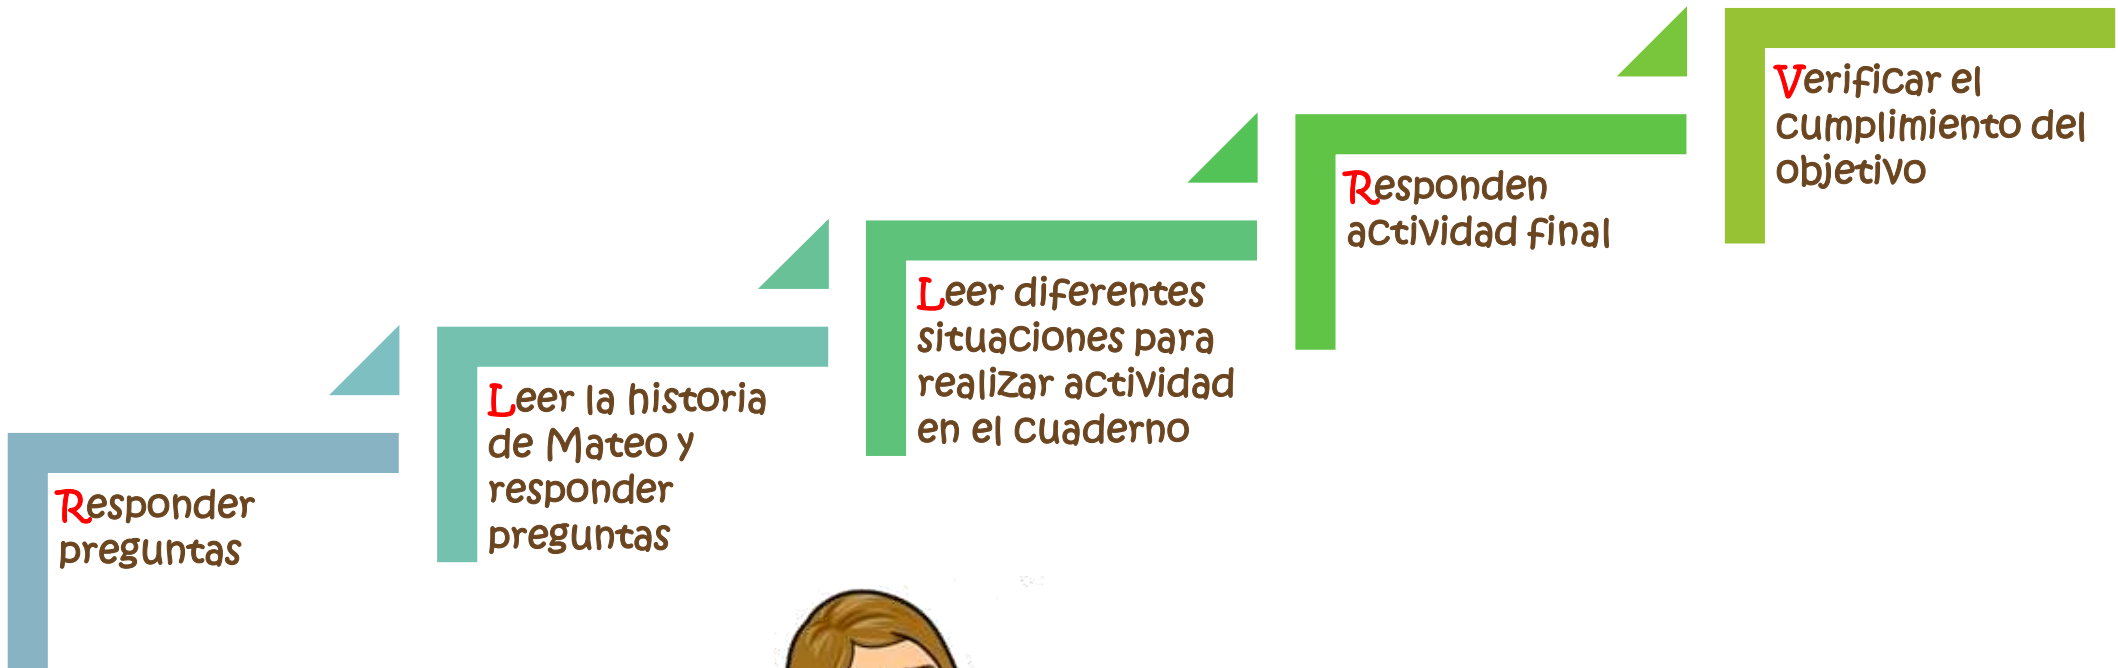 Responder
preguntas
Leer la historia
de Mateo y
responder
preguntas
Leer diferentes
situaciones para
realizar actividad
en el cuaderno
Responden
actividad final
Verificar el
cumplimiento del
objetivo